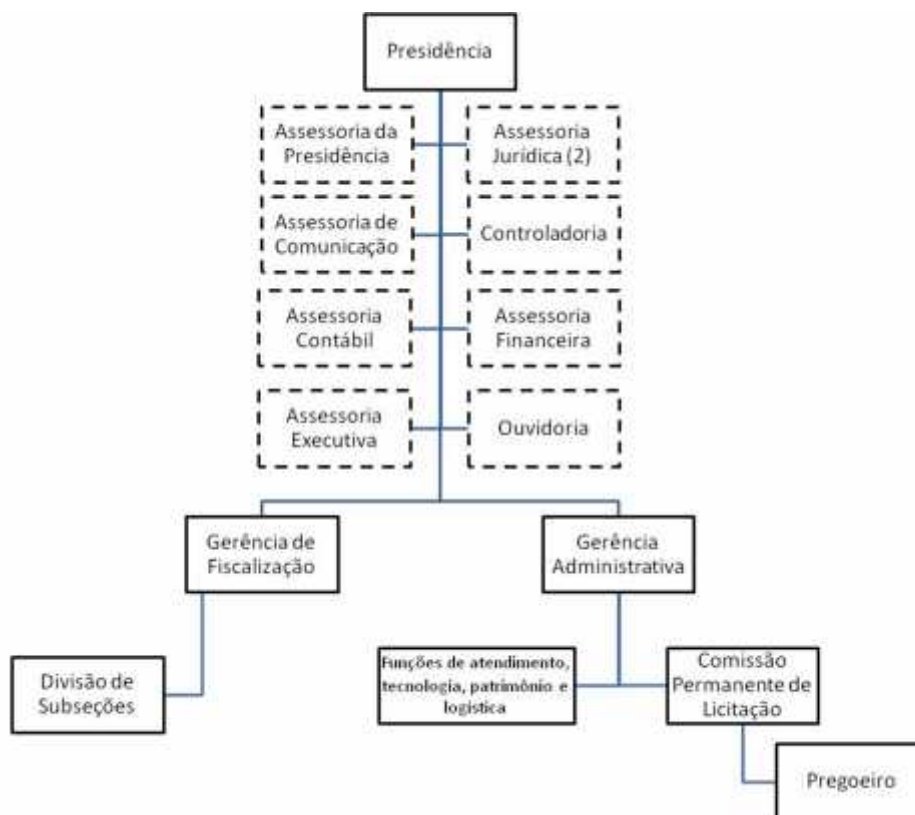 Presidência
Assessoria da
Presidência
Assessoria
Jurídica (2)
Assessoria de
Comunicação
Controladoria
Assessoria
Contábil
Assessoria
Financeira
Assessoria
Executiva
Ouvidoria
Gerência de
Fiscalização
Gerência
Administrativa
Divisão de
Subseções
Funções de atendimento,
tecnologia, patrimônio e
logística
Comissão
Permanente de
Licitação
Pregoeiro